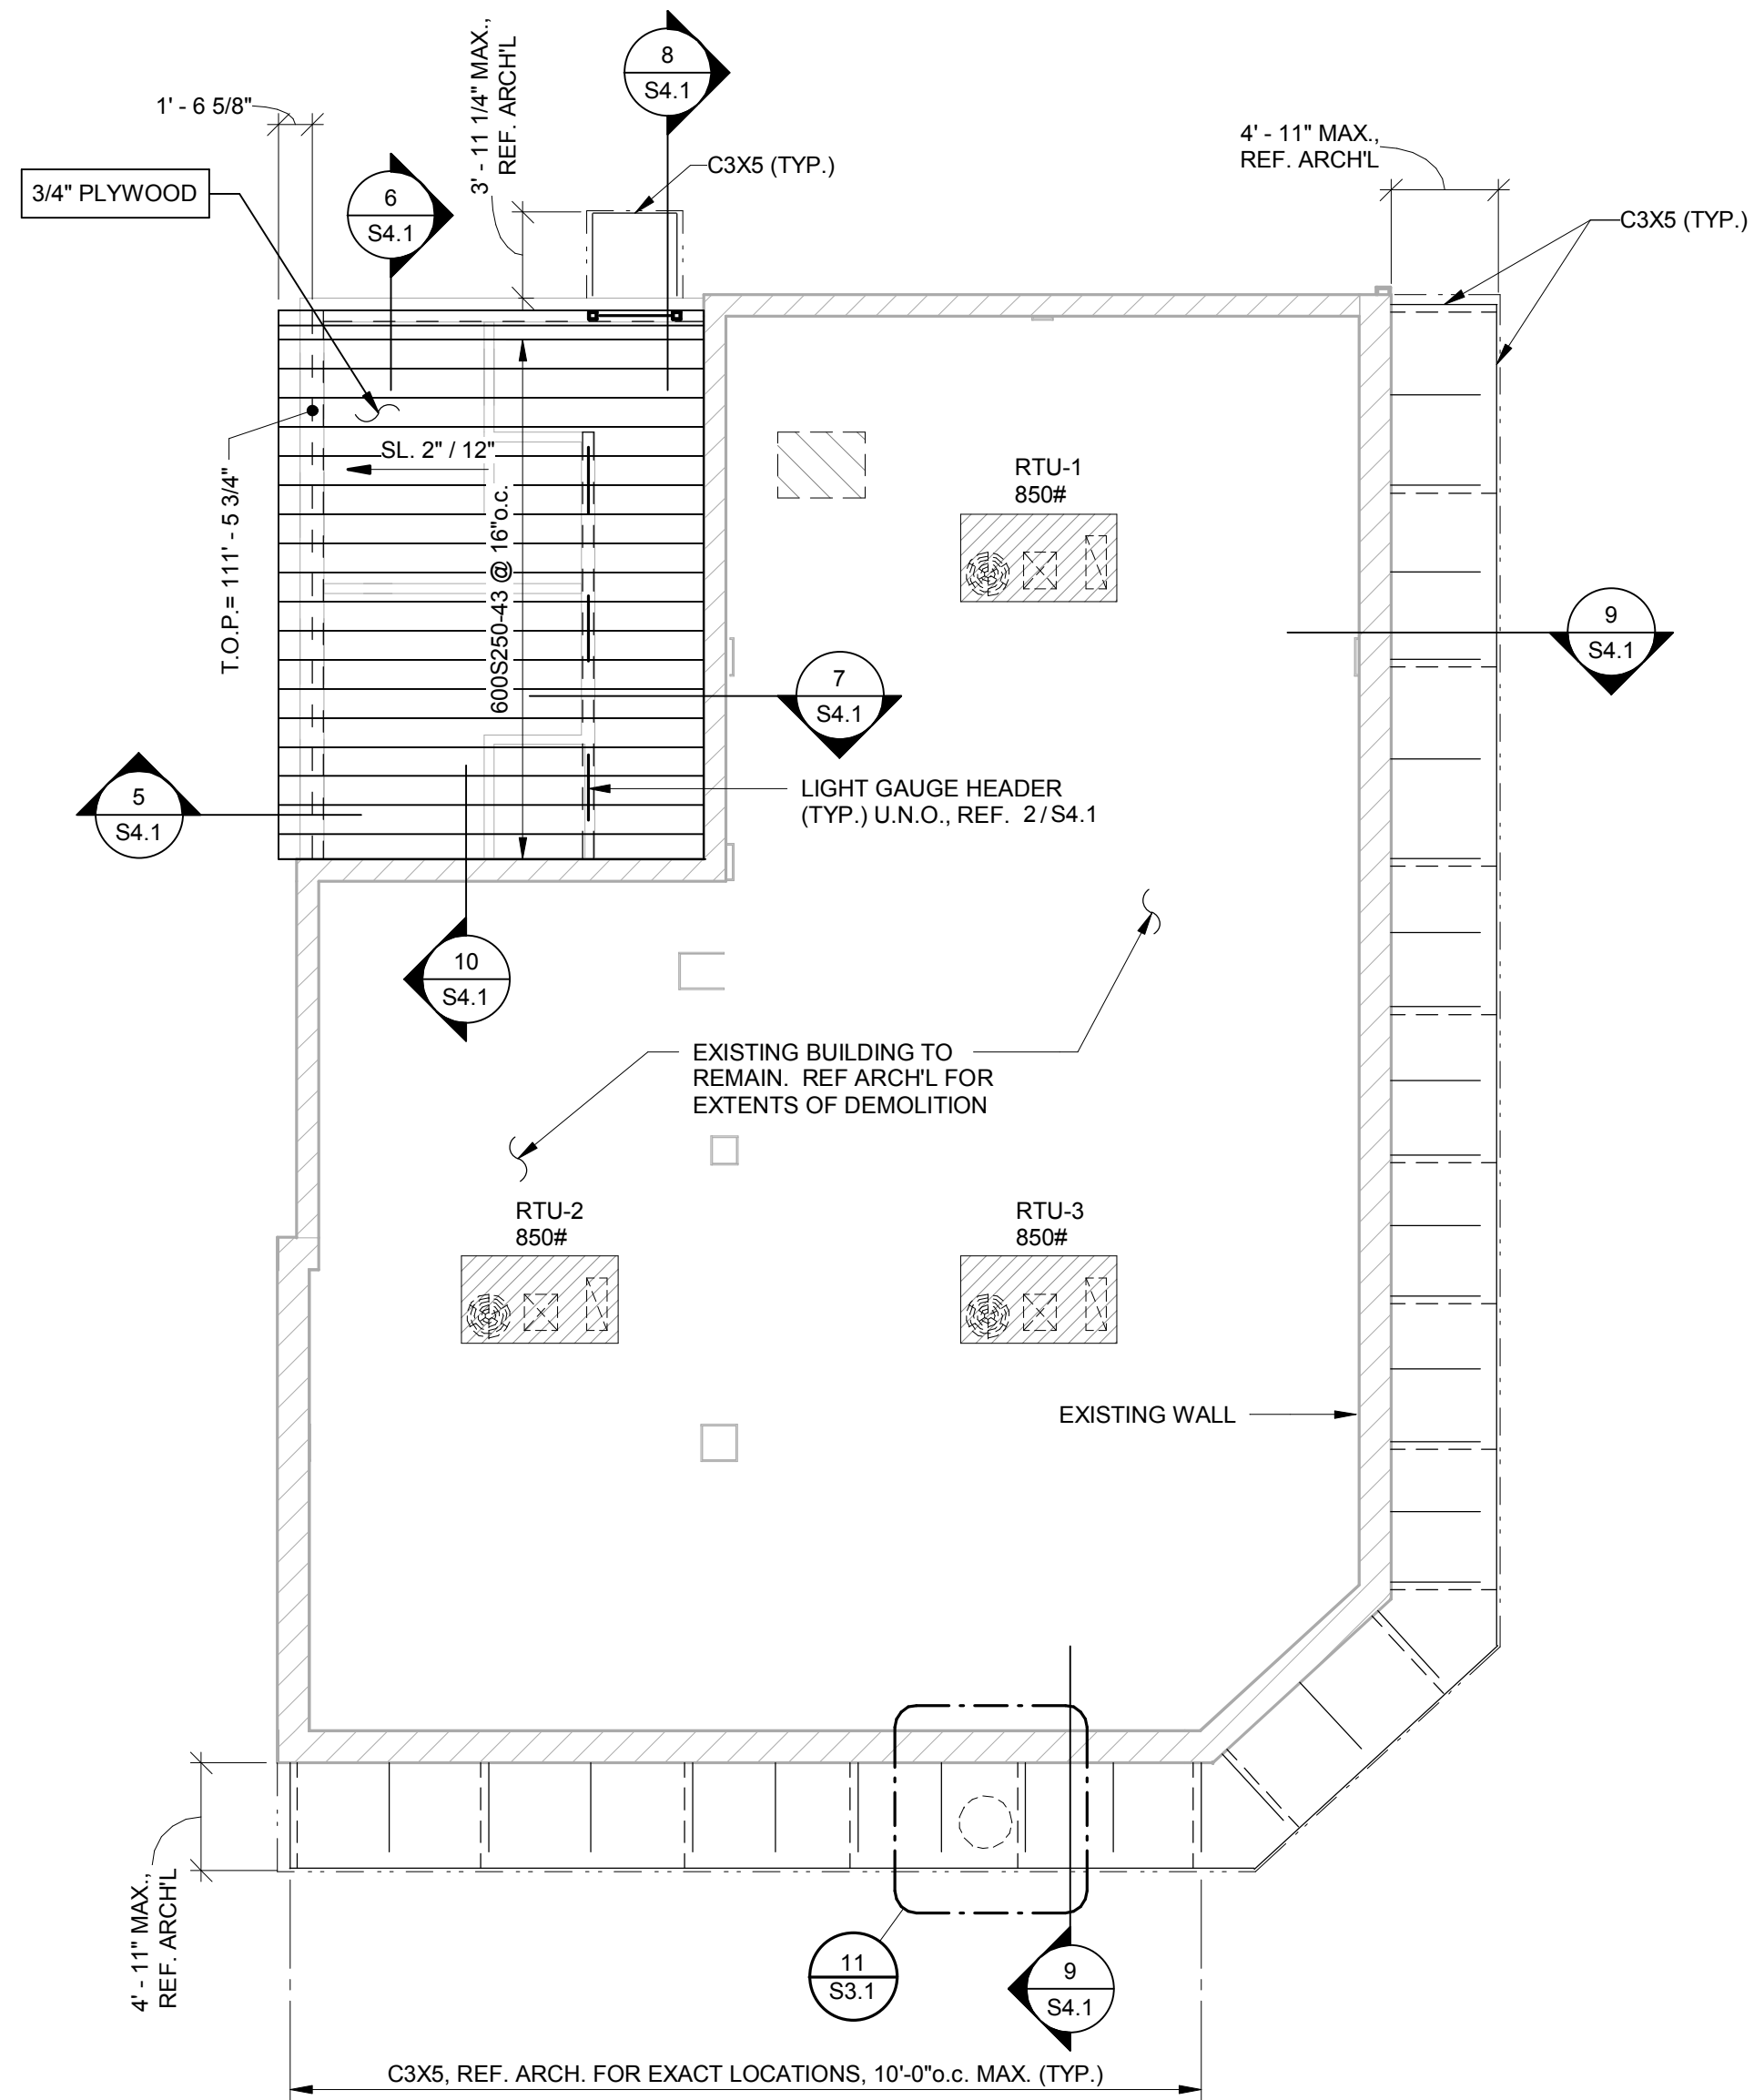 8
S4.1
3' - 11 1/4" MAX.,
REF. ARCH'L
1' - 6 5/8"
4' - 11" MAX.,
REF. ARCH'L
C3X5 (TYP.)
3/4" PLYWOOD
6
S4.1
C3X5 (TYP.)
SL. 2" / 12"
RTU-1
850#
T.O.P.= 111' - 5 3/4"
600S250-43 @ 16"o.c.
9
S4.1
7
S4.1
5
S4.1
LIGHT GAUGE HEADER
(TYP.) U.N.O., REF. 2 / S4.1
10
S4.1
EXISTING BUILDING TO
REMAIN. REF ARCH'L FOR
EXTENTS OF DEMOLITION
RTU-2
850#
RTU-3
850#
EXISTING WALL
4' - 11" MAX.,
REF. ARCH'L
11
S3.1
9
S4.1
C3X5, REF. ARCH. FOR EXACT LOCATIONS, 10'-0"o.c. MAX. (TYP.)